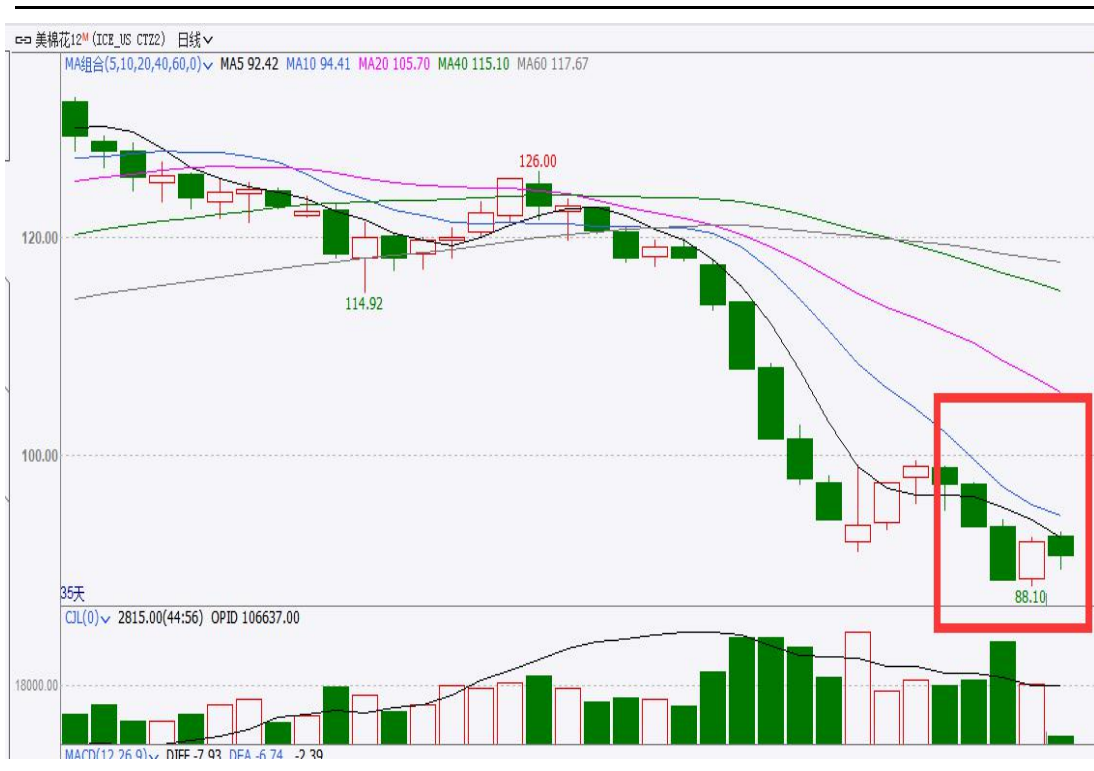 美棉花12M (ICE_US CTZ2) 日线
MA组合(5,10,20,40,60,0) MA5 92.42 MA10 94.41 MA20 105.70 MA40 115.10 MA60 117.67
126.00
120.00
114.92
100.00
35天
88.10
CJL(0) 2815.00(44:56) OPID 106637.00
18000.00
MACD(12,26,9) DIFF -7.93 DEA -6.74 -2.39